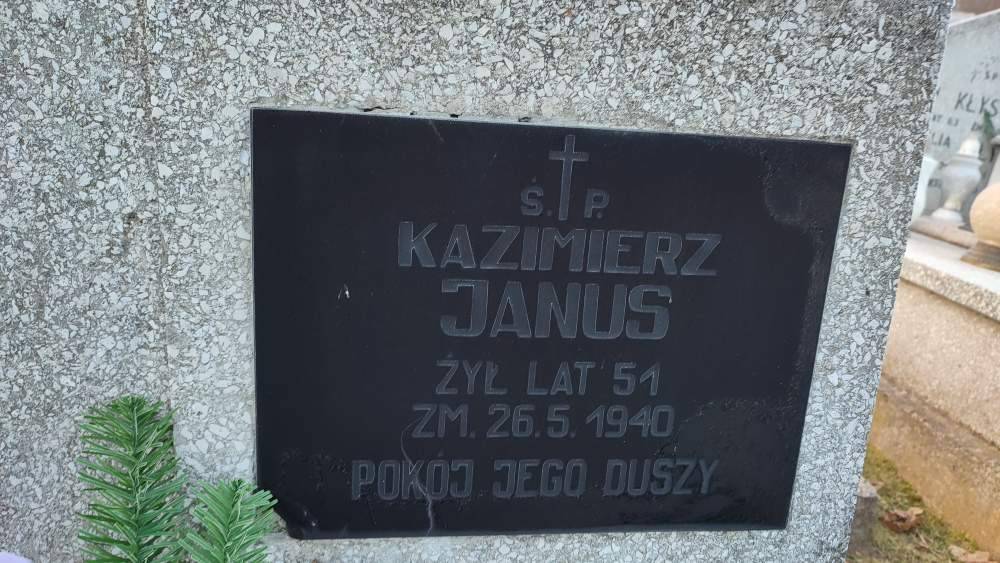 Ś. P.
KAZIMIERZ
JANUS
ŻYŁ LAT 51
ZM. 26.5.1940
POKÓJ JEGO DUSZY